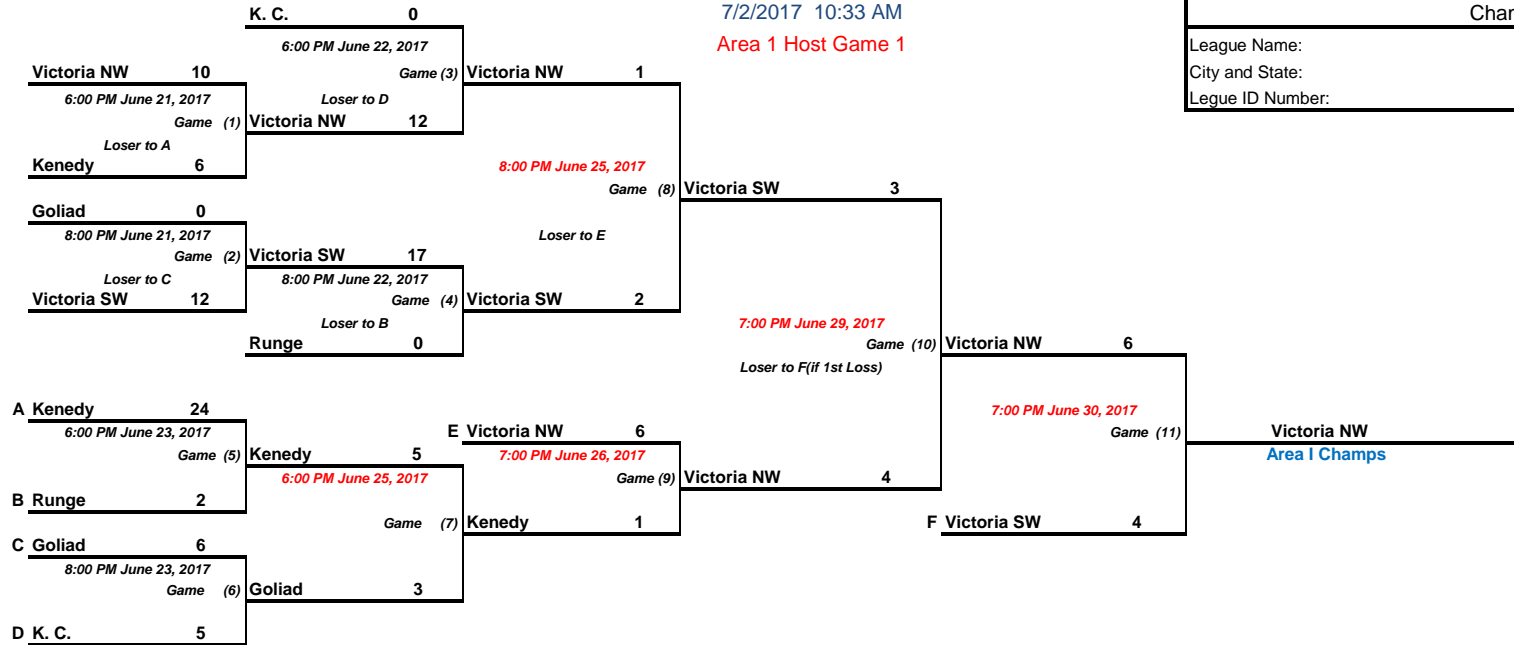 K. C. 0
7/2/2017 10:33 AM
Char
6:00 PM June 22, 2017
Area 1 Host Game 1
League Name:
Victoria NW 10
Game (3) Victoria NW 1
City and State:
6:00 PM June 21, 2017
Loser to D
Legue ID Number:
Game (1) Victoria NW 12
Loser to A
Kenedy 6
8:00 PM June 25, 2017
Game (8) Victoria SW 3
Goliad 0
8:00 PM June 21, 2017
Loser to E
Game (2) Victoria SW 17
Loser to C
8:00 PM June 22, 2017
Victoria SW 12
Game (4) Victoria SW 2
Loser to B
7:00 PM June 29, 2017
Runge 0
Game (10) Victoria NW 6
Loser to F(if 1st Loss)
A Kenedy 24
7:00 PM June 30, 2017
6:00 PM June 23, 2017
E Victoria NW 6
Game (11) Victoria NW
Game (5) Kenedy 5
7:00 PM June 26, 2017
Area I Champs
6:00 PM June 25, 2017
Game (9) Victoria NW 4
B Runge 2
Game (7) Kenedy 1
F Victoria SW 4
C Goliad 6
8:00 PM June 23, 2017
Game (6) Goliad 3
D K. C. 5